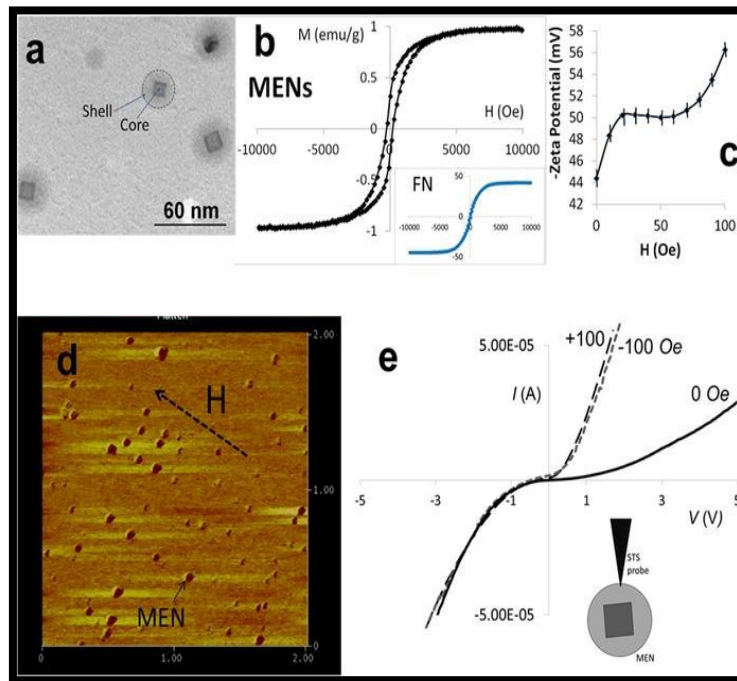 a
Shell
Core
60 nm
b
M (emu/g)
MENs
H (Oe)
1
0.5
0
-0.5
-1
-10000
-5000
5000
10000
FN
50
0
-50
-10000
-5000
0
5000
10000
-Zeta Potential (mV)
58
56
54
52
50
48
46
44
42
0
50
100
H (Oe)
c
d
2.00
H
1.00
MEN
0
0
1.00
2.00
e
5.00E-05
+100
-100 Oe
I (A)
0 Oe
-5
-3
-1
1
3
5
V (V)
STS
probe
-5.00E-05
MEN